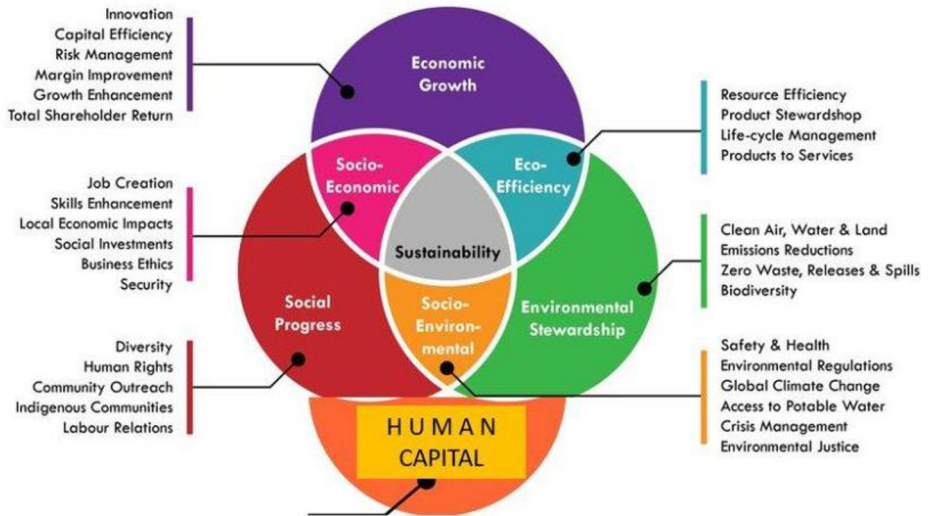 Innovation
Capital Efficiency
Risk Management
Margin Improvement
Growth Enhancement
Total Shareholder Return
Economic
Growth
Resource Efficiency
Product Stewardshop
Life-cycle Management
Products to Services
Socio-
Economic
Eco-
Efficiency
Job Creation
Skills Enhancement
Local Economic Impacts
Social Investments
Business Ethics
Security
Sustainability
Clean Air, Water & Land
Emissions Reductions
Zero Waste, Releases & Spills
Biodiversity
Social
Progress
Socio-
Environ-
mental
Environmental
Stewardship
Diversity
Human Rights
Community Outreach
Indigenous Communities
Labour Relations
Safety & Health
Environmental Regulations
Global Climate Change
Access to Potable Water
Crisis Management
Environmental Justice
HUMAN
CAPITAL